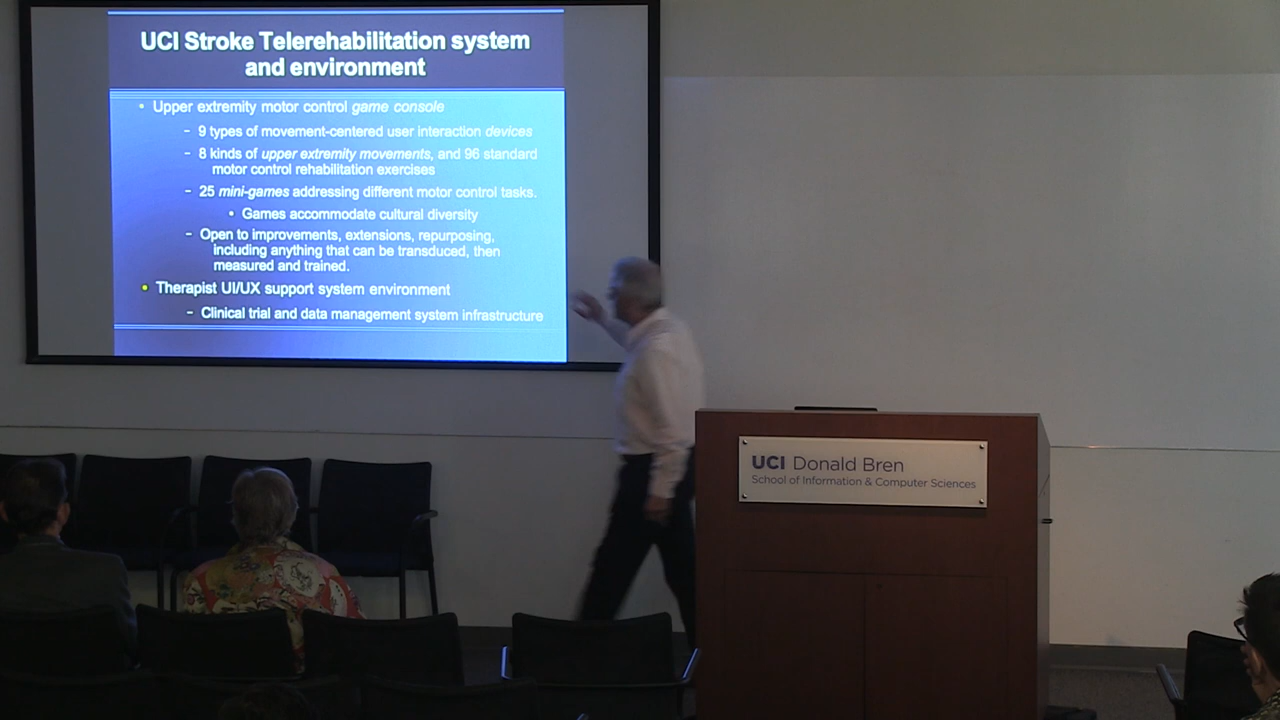 UCI Stroke Telerehabilitation system
and environment
• Upper extremity motor control game console
– 9 types of movement-centered user interaction devices
– 8 kinds of upper extremity movements, and 96 standard
motor control rehabilitation exercises
– 25 mini-games addressing different motor control tasks.
• Games accommodate cultural diversity
– Open to improvements, extensions, repurposing,
including anything that can be transduced, then
measured and trained.
• Therapist UI/UX support system environment
– Clinical trial and data management system infrastructure
UCI Donald Bren
School of Information & Computer Sciences